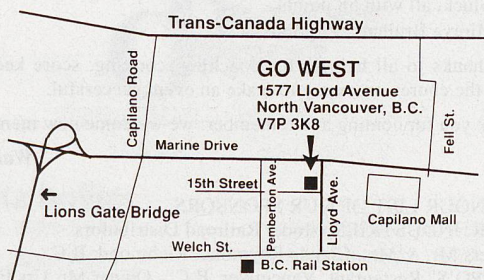 Trans-Canada Highway
GO WEST
1577 Lloyd Avenue
North Vancouver, B.C.
V7P 3K8
Capilano Road
Fell St.
Marine Drive
15th Street
Pemberton Ave.
Lloyd Ave.
Capilano Mall
Lions Gate Bridge
Welch St.
B.C. Rail Station